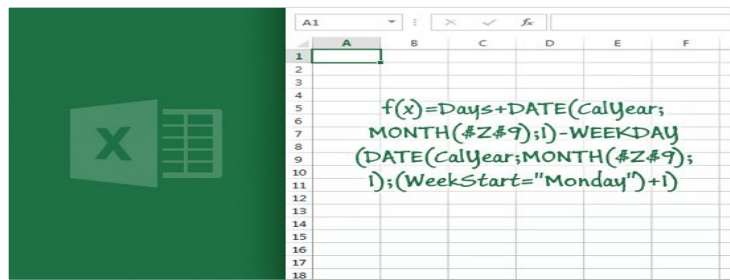 A1
fx
A B C D E F
1
2
3
4
5
6
7
8
9
10
11
12
13
14
15
16
17
18
f(x)=Days+DATE(CalYear;
MONTH($Z$9);1)-WEEKDAY
(DATE(CalYear;MONTH($Z$9);
1);(WeekStart="Monday")+1)
X